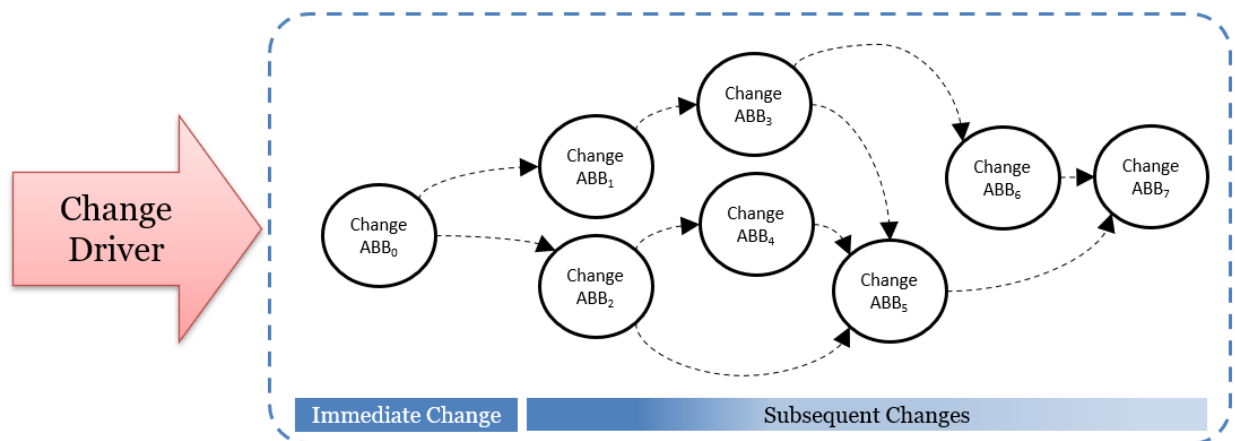 Change
Driver
Change
ABB₀
Change
ABB₁
Change
ABB₂
Change
ABB₃
Change
ABB₄
Change
ABB₅
Change
ABB₆
Change
ABB₇
Immediate Change
Subsequent Changes